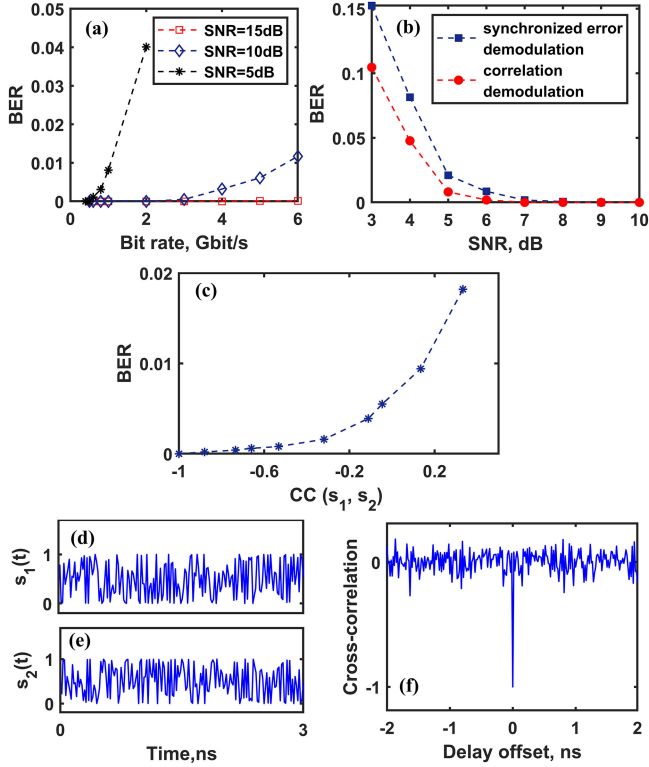 (a)
SNR=15dB
SNR=10dB
SNR=5dB
0.05
0.04
0.03
0.02
0.01
0
BER
0 2 4 6
Bit rate, Gbit/s
(b)
synchronized error
demodulation
correlation
demodulation
0.15
0.1
0.05
0
BER
3 4 5 6 7 8 9 10
SNR, dB
(c)
0.02
0.01
0
BER
-1 -0.6 -0.2 0.2
CC (s1, s2)
(d)
1
0
s1(t)
(e)
1
0
s2(t)
0 3
Time,ns
(f)
0
-1
Cross-correlation
-2 -1 0 1 2
Delay offset, ns